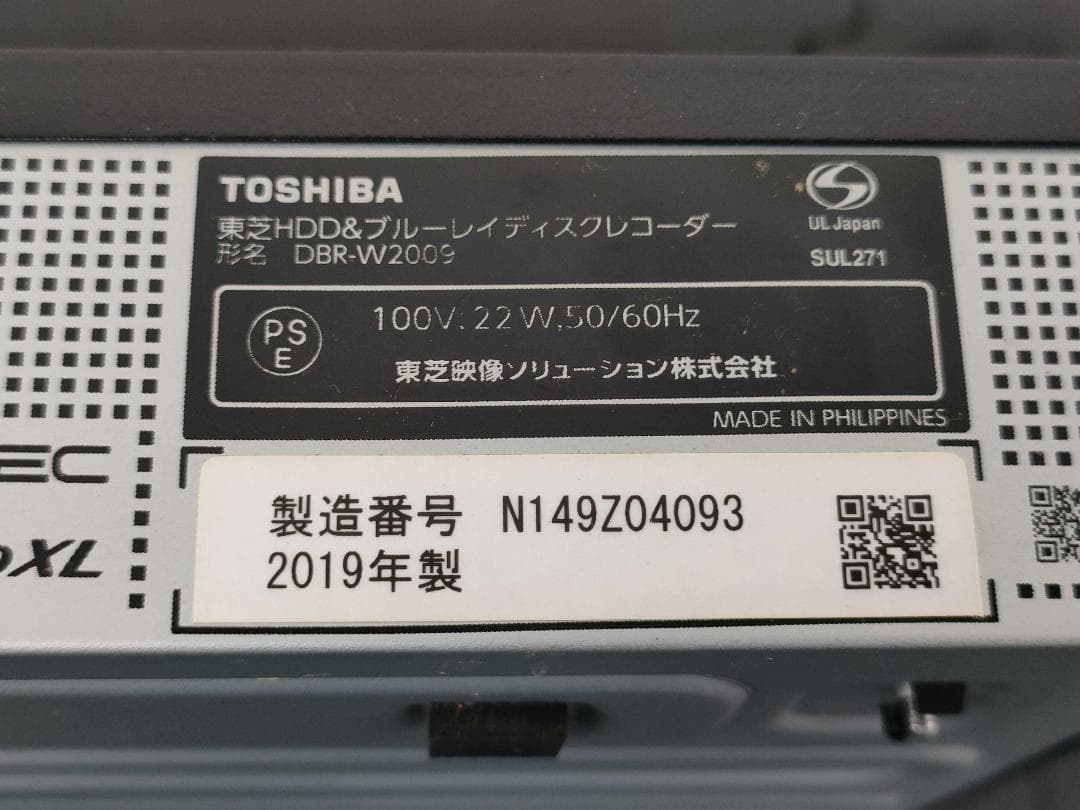 TOSHIBA
東芝HDD&ブルーレイディスクレコーダー
形名 DBR-W2009
UL Japan
SUL271
PS
E
100V, 22W, 50/60Hz
東芝映像ソリューション株式会社
MADE IN PHILIPPINES
EC
XL
製造番号 N149Z04093
2019年製